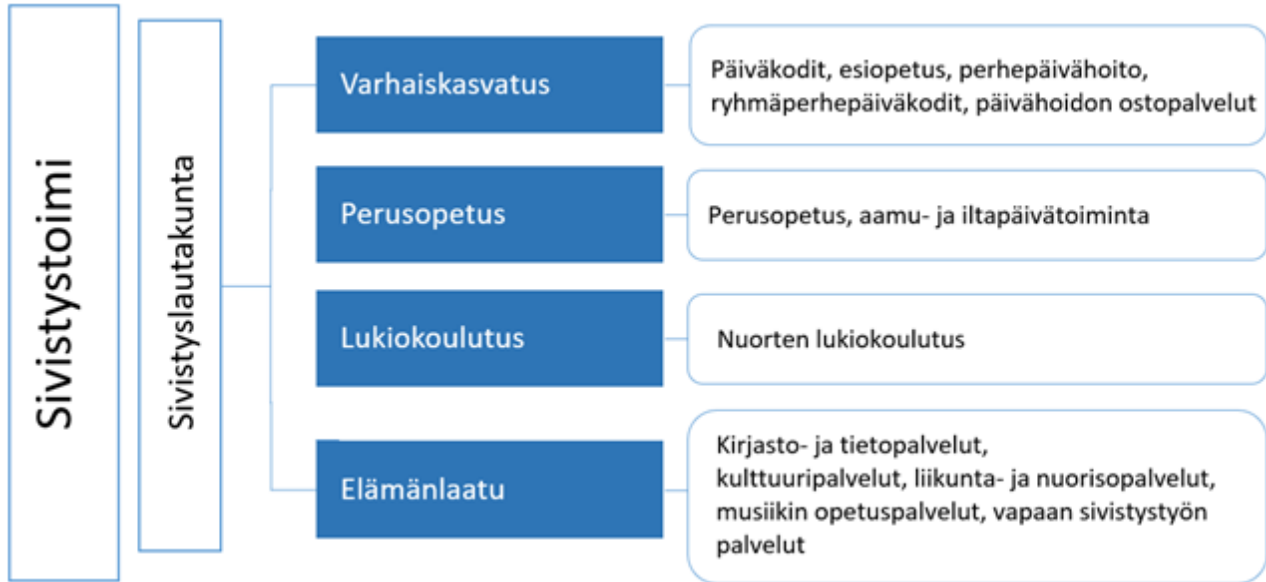 Sivistystoimi
Sivistyslautakunta
Varhaiskasvatus
Päiväkodit, esiopetus, perhepäivähoito,
ryhmäperhepäiväkodit, päivähoidon ostopalvelut
Perusopetus
Perusopetus, aamu- ja iltapäivätoiminta
Lukiokoulutus
Nuorten lukiokoulutus
Elämänlaatu
Kirjasto- ja tietopalvelut,
kulttuuripalvelut, liikunta- ja nuorisopalvelut,
musiikin opetuspalvelut, vapaan sivistystyön
palvelut